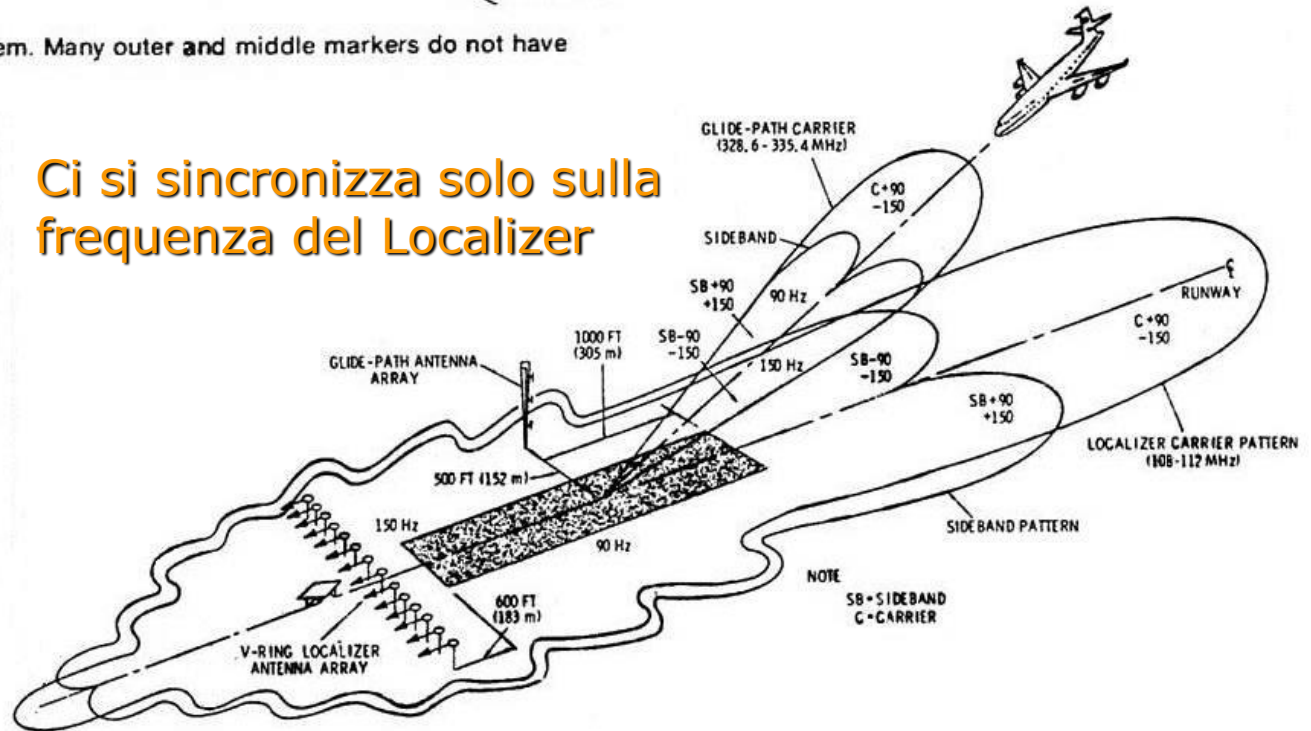 em. Many outer and middle markers do not have
Ci si sincronizza solo sulla
frequenza del Localizer
GLIDE-PATH CARRIER
(328.6 - 335.4 MHz)
C+90
-150
SIDEBAND
SB+90
+150
90 Hz
℄
RUNWAY
C+90
-150
1000 FT
(305 m)
SB-90
-150
GLIDE-PATH ANTENNA
ARRAY
150 Hz
SB-90
-150
SB+90
+150
LOCALIZER CARRIER PATTERN
(108-112 MHz)
500 FT (152 m)
SIDEBAND PATTERN
150 Hz
90 Hz
NOTE
SB=SIDEBAND
C=CARRIER
600 FT
(183 m)
V-RING LOCALIZER
ANTENNA ARRAY